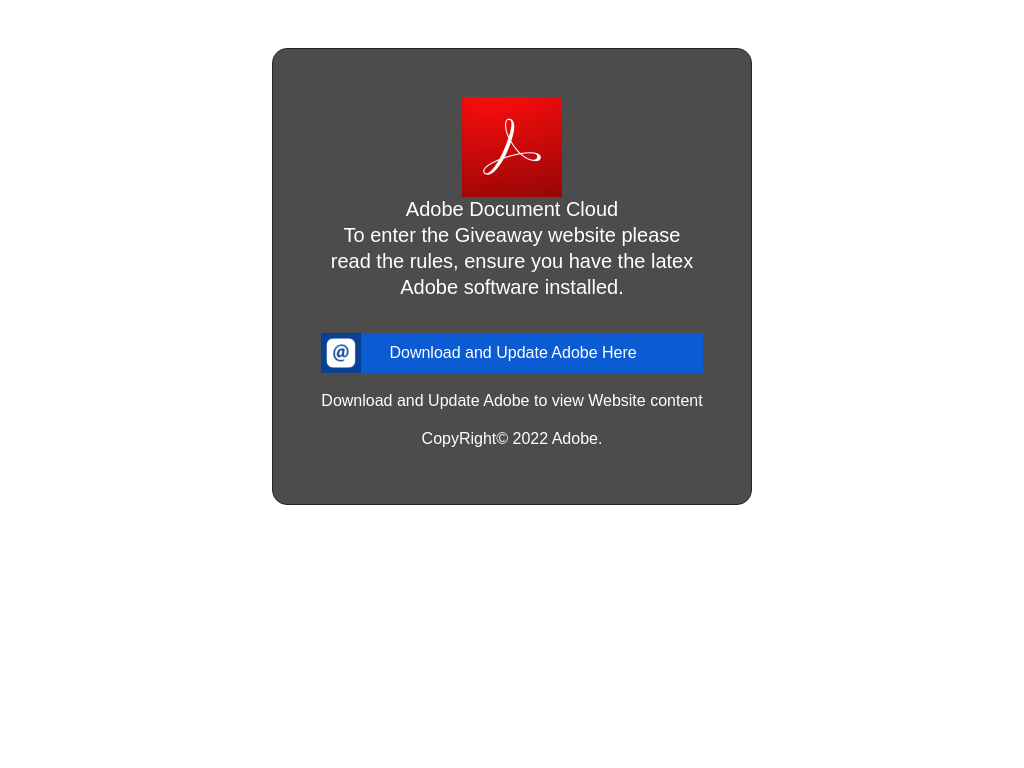 Adobe Document Cloud
To enter the Giveaway website please
read the rules, ensure you have the latex
Adobe software installed.
@ Download and Update Adobe Here
Download and Update Adobe to view Website content
CopyRight© 2022 Adobe.